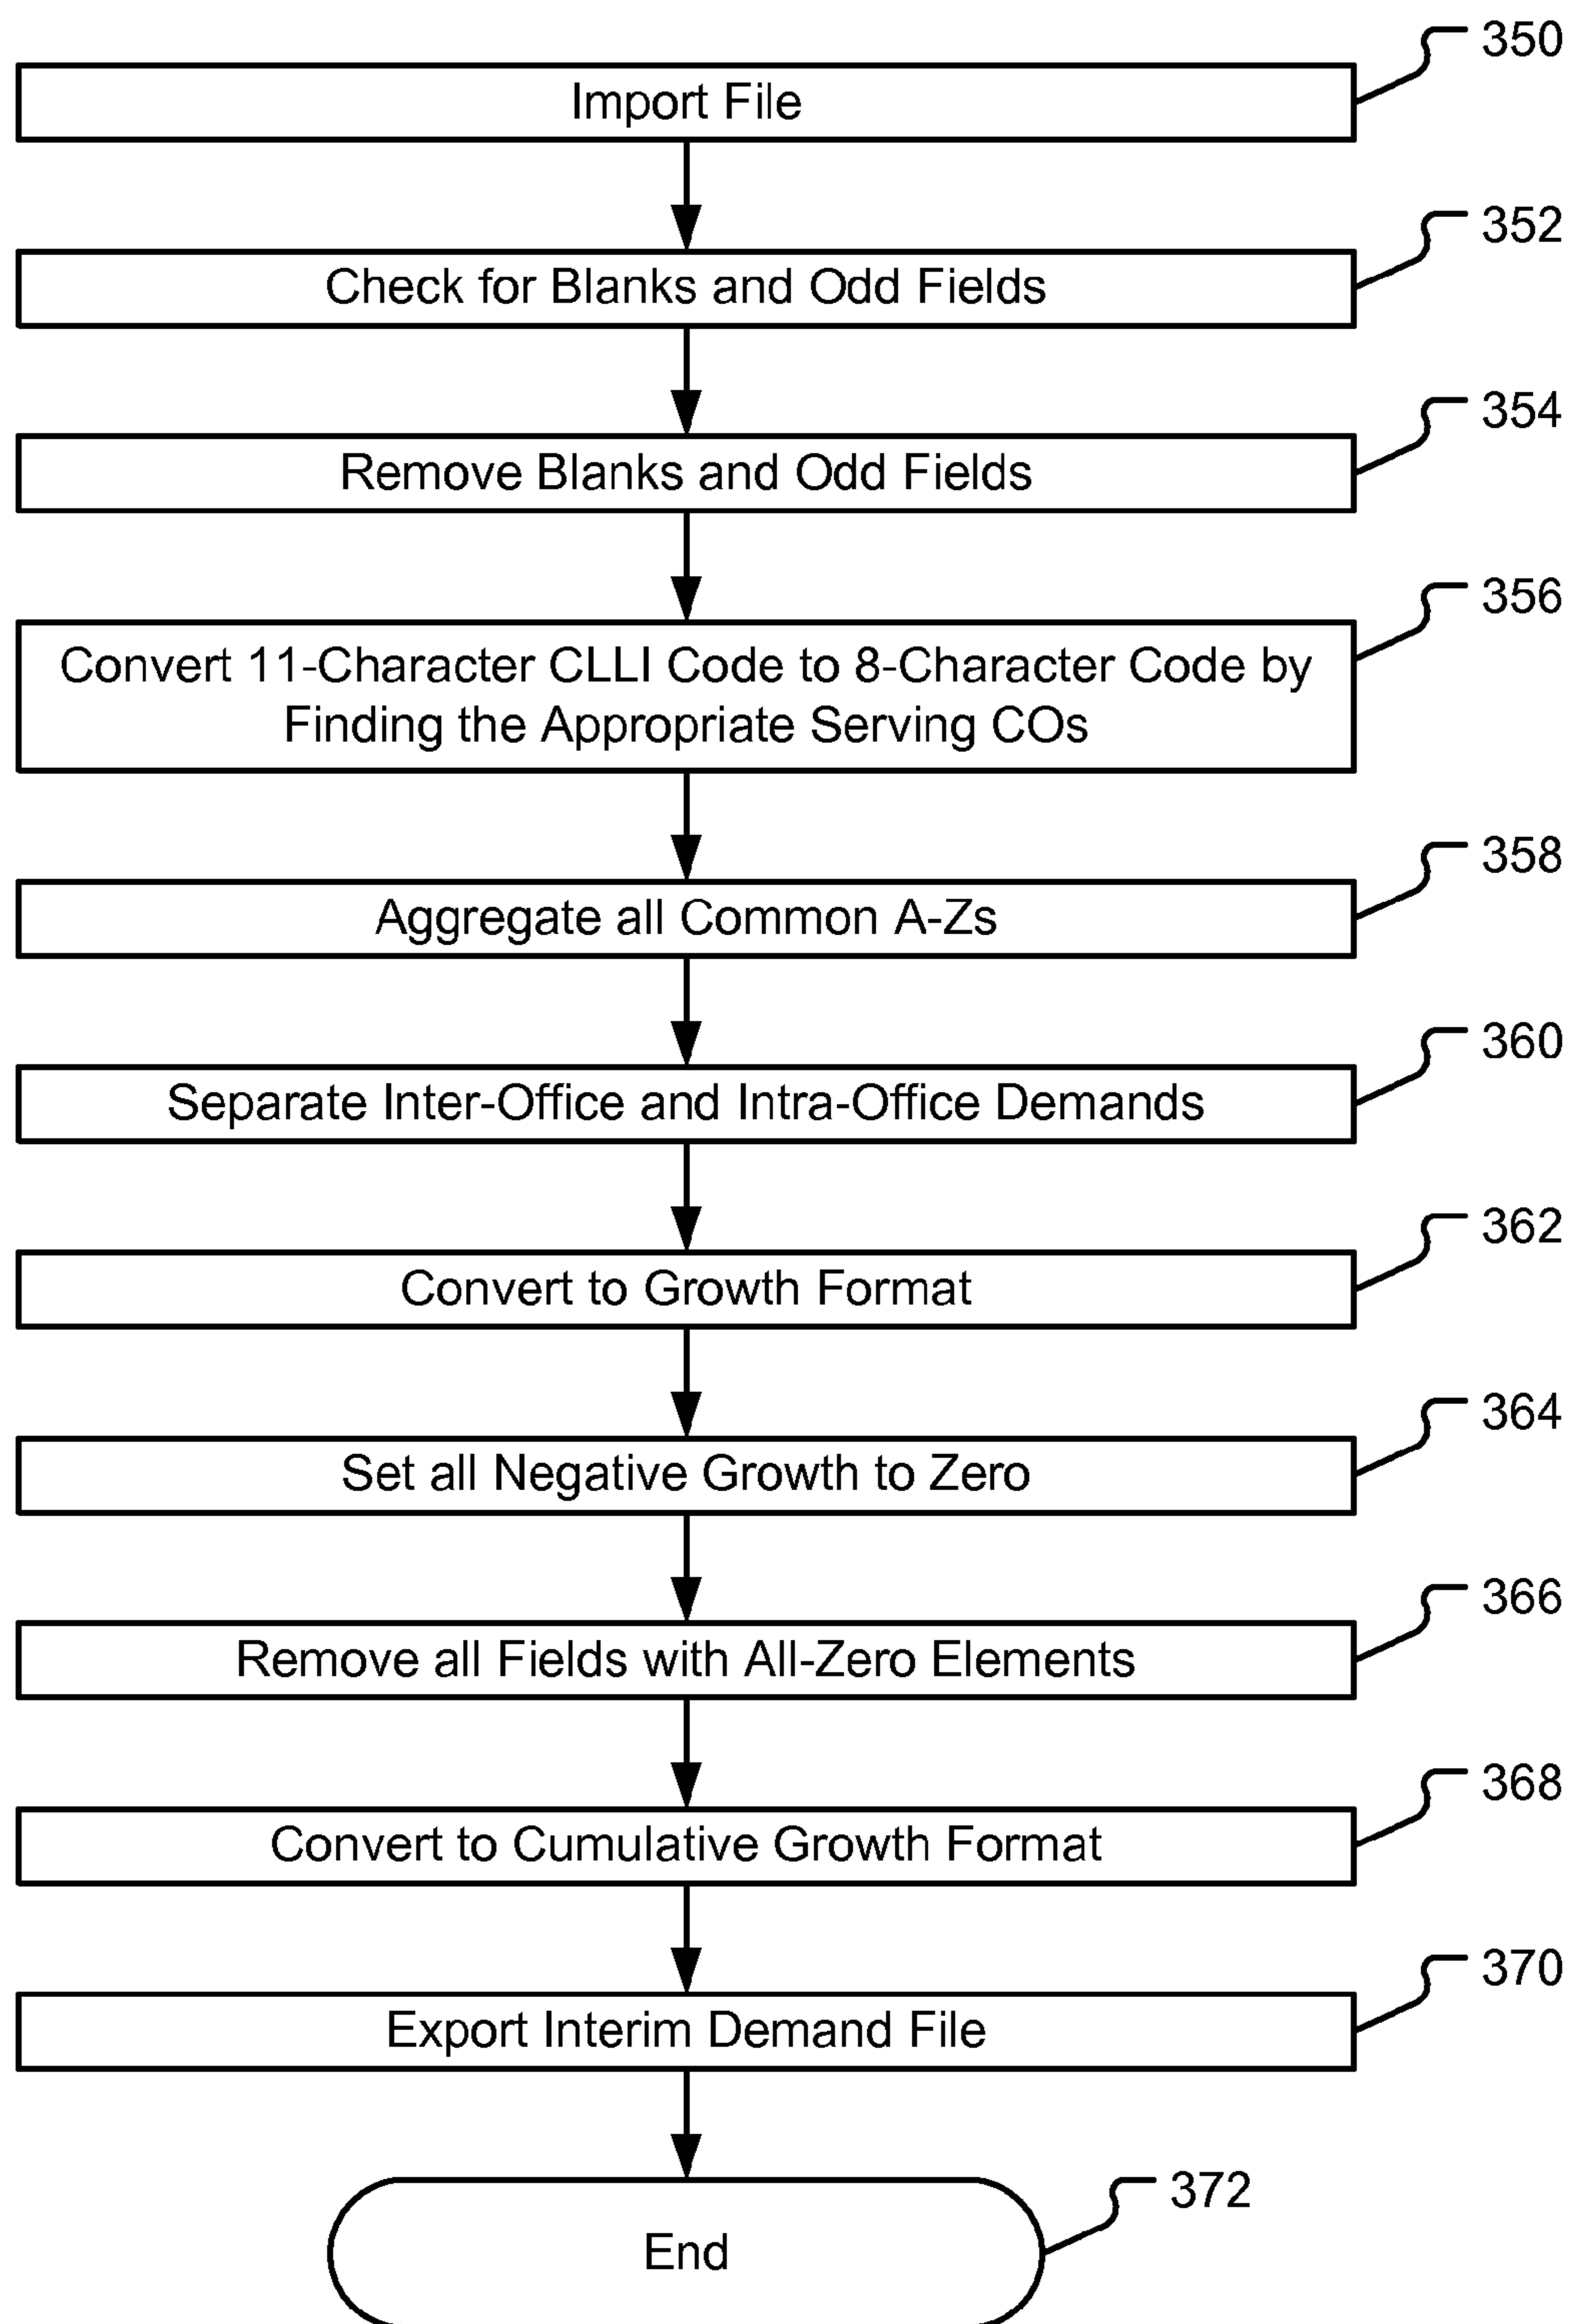 350
Import File
352
Check for Blanks and Odd Fields
354
Remove Blanks and Odd Fields
356
Convert 11-Character CLLI Code to 8-Character Code by
Finding the Appropriate Serving COs
358
Aggregate all Common A-Zs
360
Separate Inter-Office and Intra-Office Demands
362
Convert to Growth Format
364
Set all Negative Growth to Zero
366
Remove all Fields with All-Zero Elements
368
Convert to Cumulative Growth Format
370
Export Interim Demand File
372
End